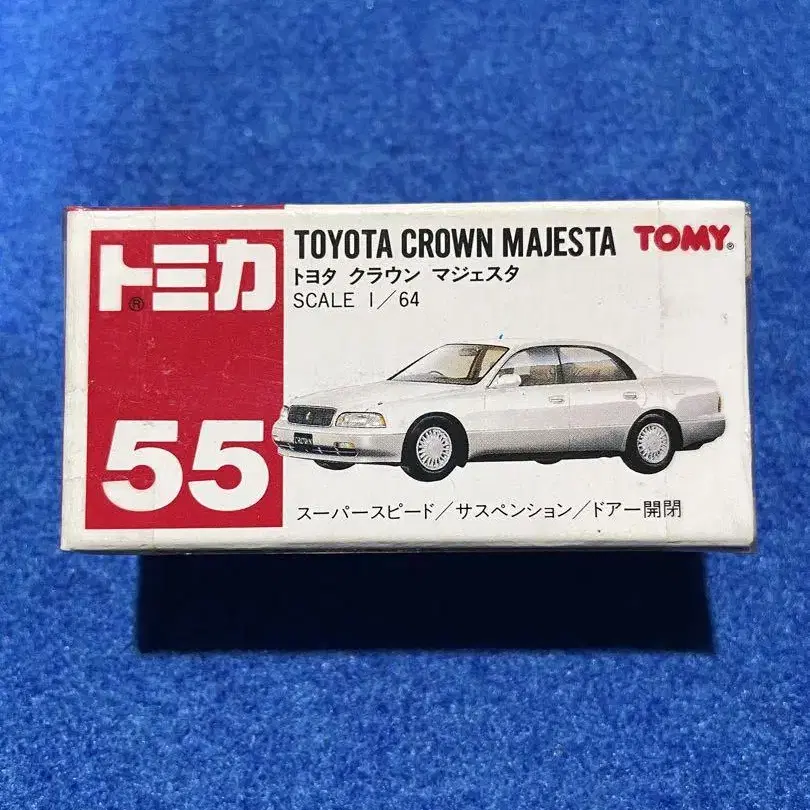 トミカ®
55
TOYOTA CROWN MAJESTA
トヨタ クラウン マジェスタ
SCALE 1/64
TOMY®
CROWN
スーパースピード/サスペンション/ドアー開閉